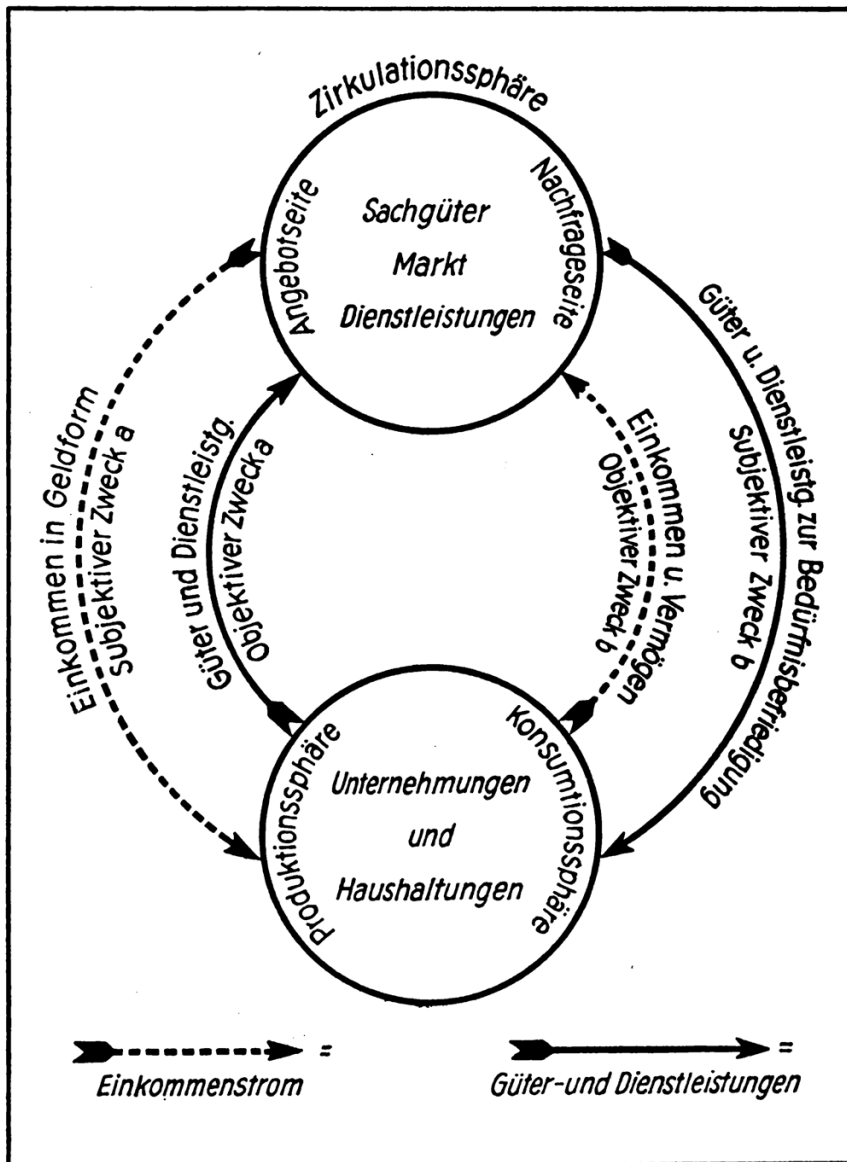 Zirkulationssphäre
Angebotseite
Sachgüter
Markt
Dienstleistungen
Nachfrageseite
Einkommen in Geldform
Subjektiver Zweck a
Güter und Dienstleistg.
Objektiver Zweck a
Einkommen u. Vermögen
Objektiver Zweck b
Güter u. Dienstleistg. zur Bedürfnisbefriedigung
Subjektiver Zweck b
Produktionssphäre
Unternehmungen
und
Haushaltungen
Konsumtionssphäre
=
Einkommenstrom
=
Güter-und Dienstleistungen